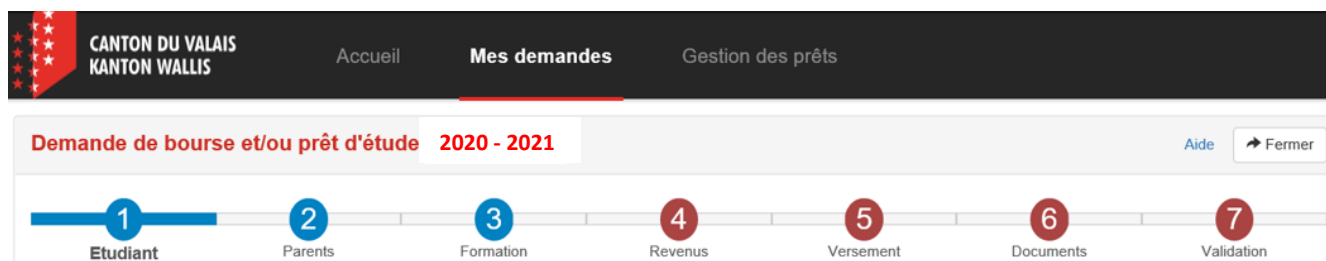 CANTON DU VALAIS
KANTON WALLIS
Accueil Mes demandes Gestion des prêts
Demande de bourse et/ou prêt d'étude 2020 - 2021 Aide Fermer
1 2 3 4 5 6 7
Etudiant Parents Formation Revenus Versement Documents Validation